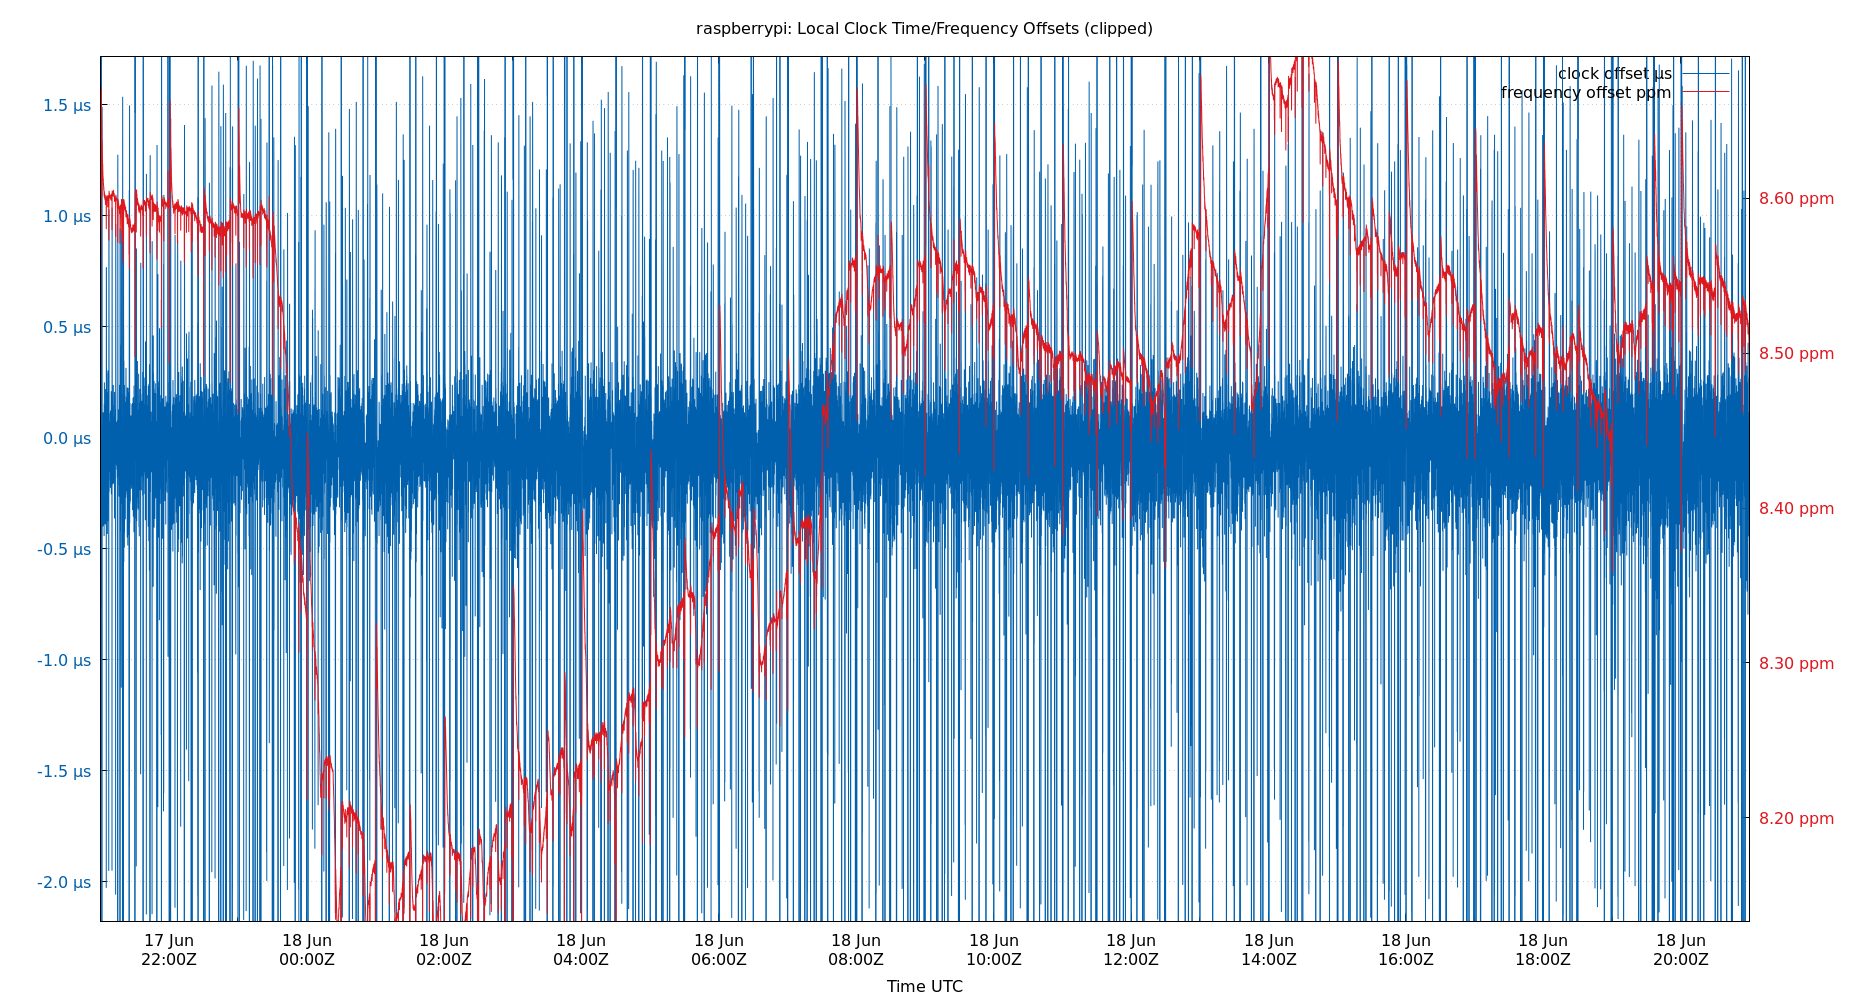 raspberrypi: Local Clock Time/Frequency Offsets (clipped)
clock offset µs
frequency offset ppm
1.5 µs
1.0 µs
0.5 µs
0.0 µs
-0.5 µs
-1.0 µs
-1.5 µs
-2.0 µs
8.60 ppm
8.50 ppm
8.40 ppm
8.30 ppm
8.20 ppm
17 Jun
22:00Z
18 Jun
00:00Z
18 Jun
02:00Z
18 Jun
04:00Z
18 Jun
06:00Z
18 Jun
08:00Z
18 Jun
10:00Z
18 Jun
12:00Z
18 Jun
14:00Z
18 Jun
16:00Z
18 Jun
18:00Z
18 Jun
20:00Z
Time UTC